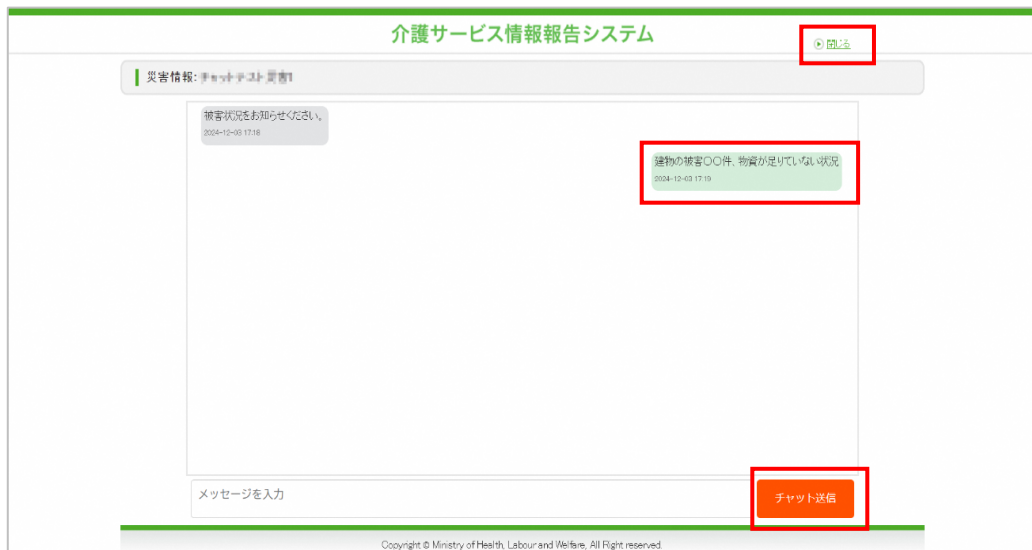 介護サービス情報報告システム
閉じる
災害情報:
被害状況をお知らせください。
2024-12-03 17:18
建物の被害〇〇件、物資が足りていない状況
2024-12-03 17:19
メッセージを入力
チャット送信
Copyright © Ministry of Health, Labour and Welfare, All Right reserved.